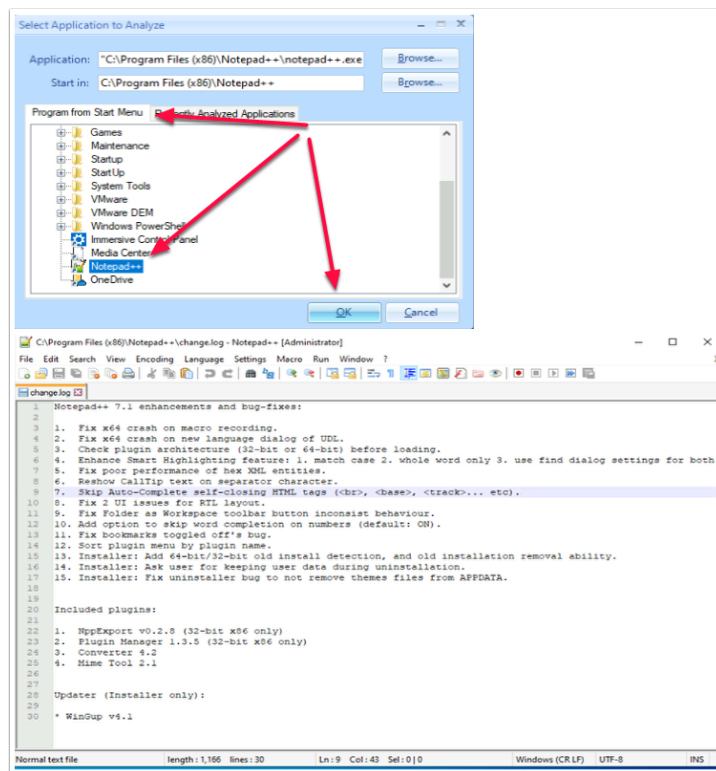 Select Application to Analyze
Application: "C:\Program Files (x86)\Notepad++\notepad++.exe Browse...
Start in: C:\Program Files (x86)\Notepad++ Browse...
Program from Start Menu Recently Analyzed Applications
Games
Maintenance
Startup
StartUp
System Tools
VMware
VMware DEM
Windows PowerShell
Immersive Control Panel
Media Center
Notepad++
OneDrive
OK Cancel
C:\Program Files (x86)\Notepad++\change.log - Notepad++ [Administrator]
File Edit Search View Encoding Language Settings Macro Run Window ?
change.log
1 Notepad++ 7.1 enhancements and bug-fixes:
2
3 1. Fix x64 crash on macro recording.
4 2. Fix x64 crash on new language dialog of UDL.
5 3. Check plugin architecture (32-bit or 64-bit) before loading.
6 4. Enhance Smart Highlighting feature: 1. match case 2. whole word only 3. use find dialog settings for both
7 5. Fix poor performance of hex XML entities.
8 6. Reshow CallTip text on separator character.
9 7. Skip Auto-Complete self-closing HTML tags (<br>, <base>, <track>... etc).
10 8. Fix 2 UI issues for RTL layout.
11 9. Fix Folder as Workspace toolbar button inconsist behaviour.
12 10. Add option to skip word completion on numbers (default: ON).
13 11. Fix bookmarks toggled off's bug.
14 12. Sort plugin menu by plugin name.
15 13. Installer: Add 64-bit/32-bit old install detection, and old installation removal ability.
16 14. Installer: Ask user for keeping user data during uninstallation.
17 15. Installer: Fix uninstaller bug to not remove themes files from APPDATA.
18
19
20 Included plugins:
21
22 1. NppExport v0.2.8 (32-bit x86 only)
23 2. Plugin Manager 1.3.5 (32-bit x86 only)
24 3. Converter 4.2
25 4. Mime Tool 2.1
26
27
28 Updater (Installer only):
29
30 * WinGup v4.1
Normal text file length : 1,166 lines : 30 Ln : 9 Col : 43 Sel : 0 | 0 Windows (CR LF) UTF-8 INS